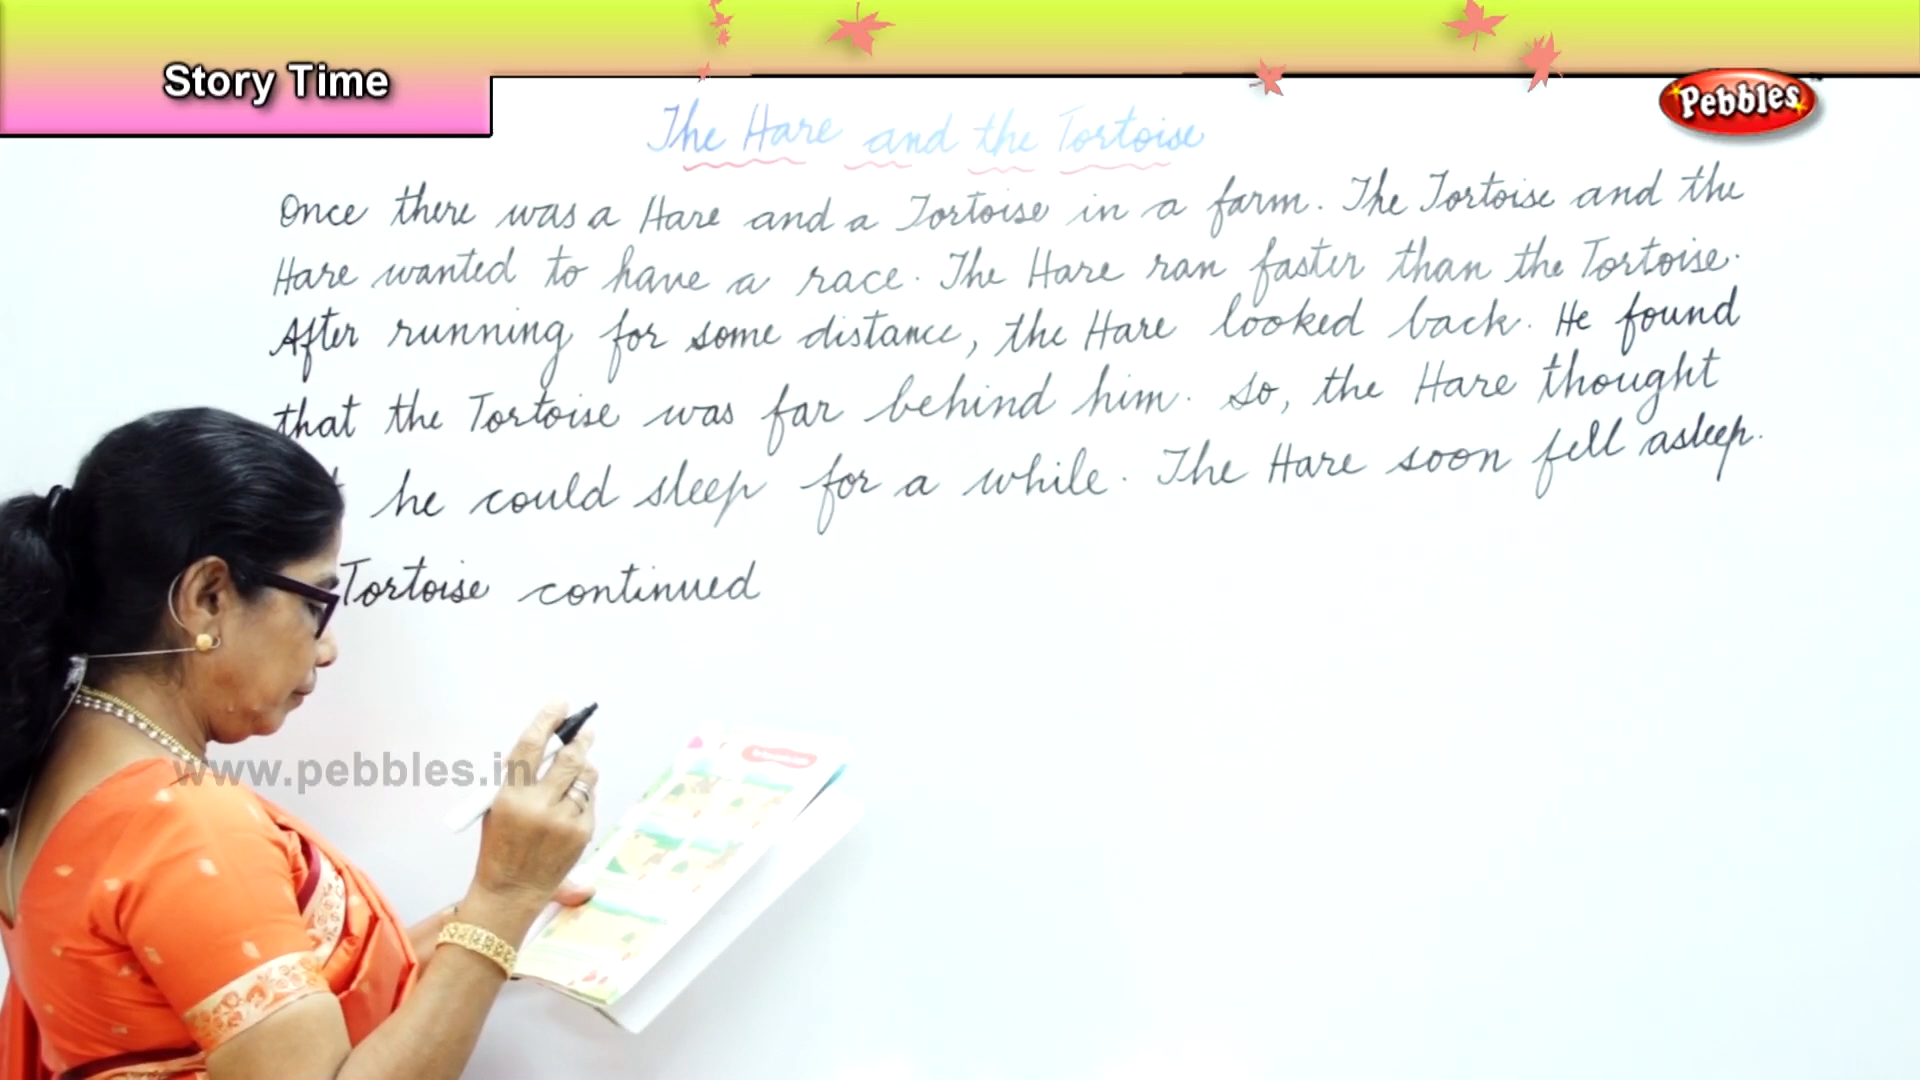 Story Time
Pebbles
The Hare and the Tortoise
Once there was a Hare and a Tortoise in a farm. The Tortoise and the
Hare wanted to have a race. The Hare ran faster than the Tortoise.
After running for some distance, the Hare looked back. He found
that the Tortoise was far behind him. So, the Hare thought
he could sleep for a while. The Hare soon fell asleep.
Tortoise continued
www.pebbles.in